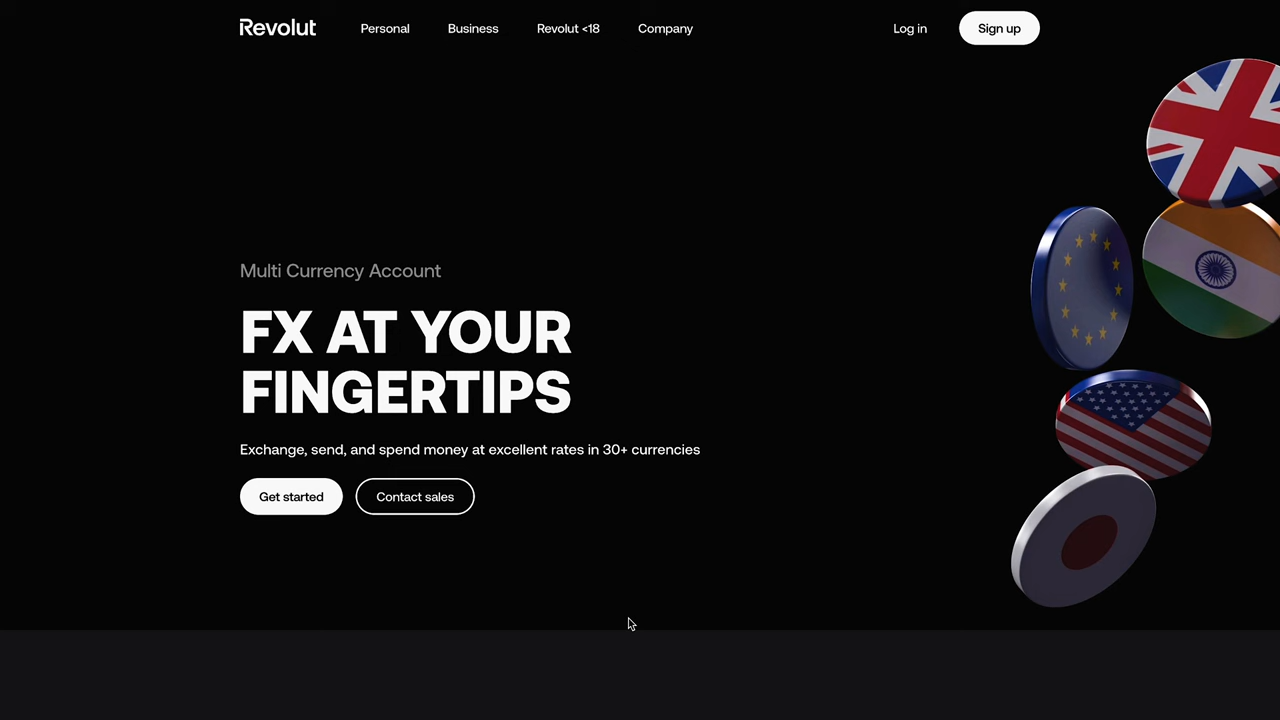 Revolut
Personal
Business
Revolut <18
Company
Log in
Sign up
Multi Currency Account
FX AT YOUR
FINGERTIPS
Exchange, send, and spend money at excellent rates in 30+ currencies
Get started
Contact sales